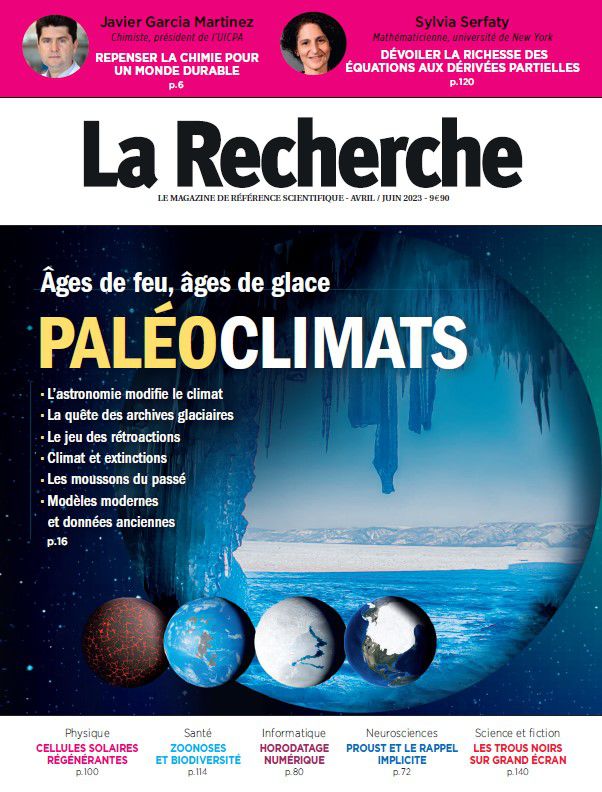 Javier Garcia Martinez
Chimiste, président de l'UICPA
REPENSER LA CHIMIE POUR
UN MONDE DURABLE
p.6
Sylvia Serfaty
Mathématicienne, université de New York
DÉVOILER LA RICHESSE DES
ÉQUATIONS AUX DÉRIVÉES PARTIELLES
p.120
La Recherche
LE MAGAZINE DE RÉFÉRENCE SCIENTIFIQUE - AVRIL / JUIN 2023 - 9€90
Âges de feu, âges de glace
PALÉOCLIMATS
• L'astronomie modifie le climat
• La quête des archives glaciaires
• Le jeu des rétroactions
• Climat et extinctions
• Les moussons du passé
• Modèles modernes
et données anciennes
p.16
Physique
CELLULES SOLAIRES
RÉGÉNÉRANTES
p.100
Santé
ZOONOSES
ET BIODIVERSITÉ
p.114
Informatique
HORODATAGE
NUMÉRIQUE
p.80
Neurosciences
PROUST ET LE RAPPEL
IMPLICITE
p.72
Science et fiction
LES TROUS NOIRS
SUR GRAND ÉCRAN
p.140